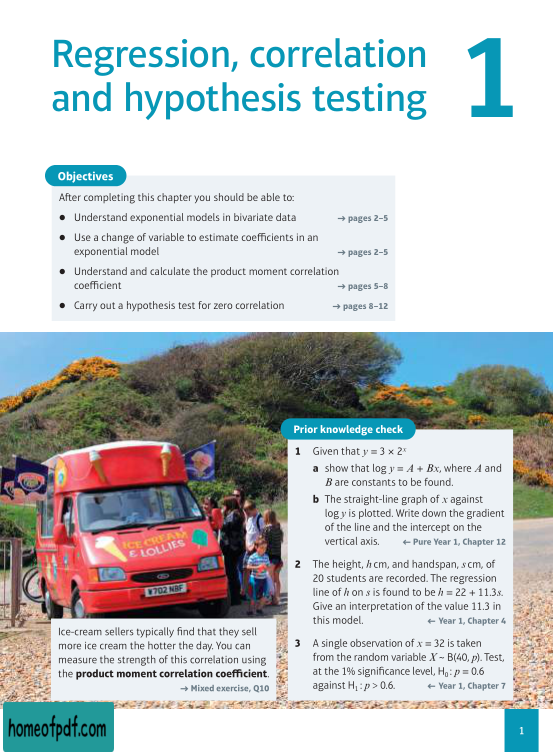 Regression, correlation
and hypothesis testing
1
Objectives
After completing this chapter you should be able to:
● Understand exponential models in bivariate data → pages 2–5
● Use a change of variable to estimate coefficients in an
exponential model → pages 2–5
● Understand and calculate the product moment correlation
coefficient → pages 5–8
● Carry out a hypothesis test for zero correlation → pages 8–12
ICE CREAM
& LOLLIES
W702 NBF
Ice-cream sellers typically find that they sell
more ice cream the hotter the day. You can
measure the strength of this correlation using
the product moment correlation coefficient.
→ Mixed exercise, Q10
Prior knowledge check
1 Given that y = 3 × 2ˣ
a show that log y = A + Bx, where A and
B are constants to be found.
b The straight-line graph of x against
log y is plotted. Write down the gradient
of the line and the intercept on the
vertical axis. ← Pure Year 1, Chapter 12
2 The height, h cm, and handspan, s cm, of
20 students are recorded. The regression
line of h on s is found to be h = 22 + 11.3s.
Give an interpretation of the value 11.3 in
this model. ← Year 1, Chapter 4
3 A single observation of x = 32 is taken
from the random variable X ~ B(40, p). Test,
at the 1% significance level, H₀ : p = 0.6
against H₁ : p > 0.6. ← Year 1, Chapter 7
homeofpdf.com
1